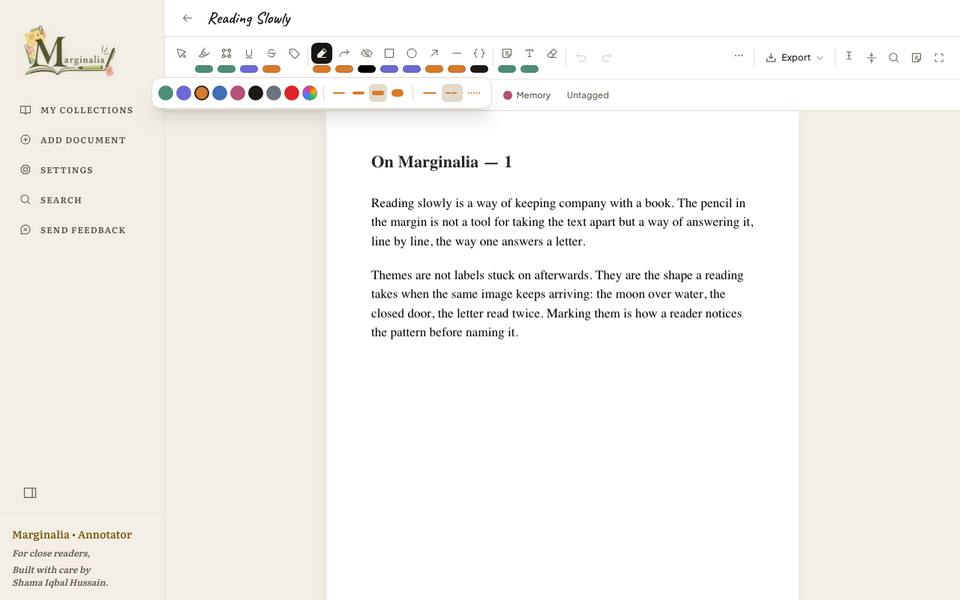 Marginalia
Reading Slowly
MY COLLECTIONS
ADD DOCUMENT
SETTINGS
SEARCH
SEND FEEDBACK
Export
Memory
Untagged
On Marginalia — 1
Reading slowly is a way of keeping company with a book. The pencil in
the margin is not a tool for taking the text apart but a way of answering it,
line by line, the way one answers a letter.
Themes are not labels stuck on afterwards. They are the shape a reading
takes when the same image keeps arriving: the moon over water, the
closed door, the letter read twice. Marking them is how a reader notices
the pattern before naming it.
Marginalia • Annotator
For close readers,
Built with care by
Shama Iqbal Hussain.